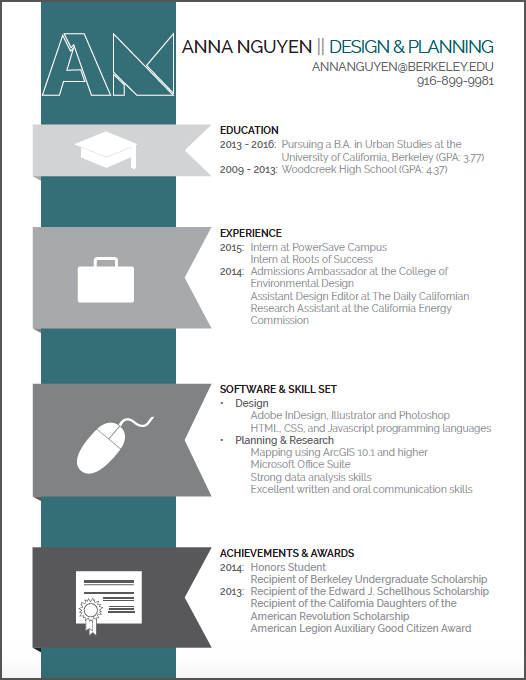 AN
ANNA NGUYEN || DESIGN & PLANNING
ANNANGUYEN@BERKELEY.EDU
916-899-9981
EDUCATION
2013 - 2016: Pursuing a B.A. in Urban Studies at the
University of California, Berkeley (GPA: 3.77)
2009 - 2013: Woodcreek High School (GPA: 4.37)
EXPERIENCE
2015: Intern at PowerSave Campus
Intern at Roots of Success
2014: Admissions Ambassador at the College of
Environmental Design
Assistant Design Editor at The Daily Californian
Research Assistant at the California Energy
Commission
SOFTWARE & SKILL SET
• Design
Adobe InDesign, Illustrator and Photoshop
HTML, CSS, and Javascript programming languages
• Planning & Research
Mapping using ArcGIS 10.1 and higher
Microsoft Office Suite
Strong data analysis skills
Excellent written and oral communication skills
ACHIEVEMENTS & AWARDS
2014: Honors Student
Recipient of Berkeley Undergraduate Scholarship
2013: Recipient of the Edward J. Schellhous Scholarship
Recipient of the California Daughters of the
American Revolution Scholarship
American Legion Auxiliary Good Citizen Award